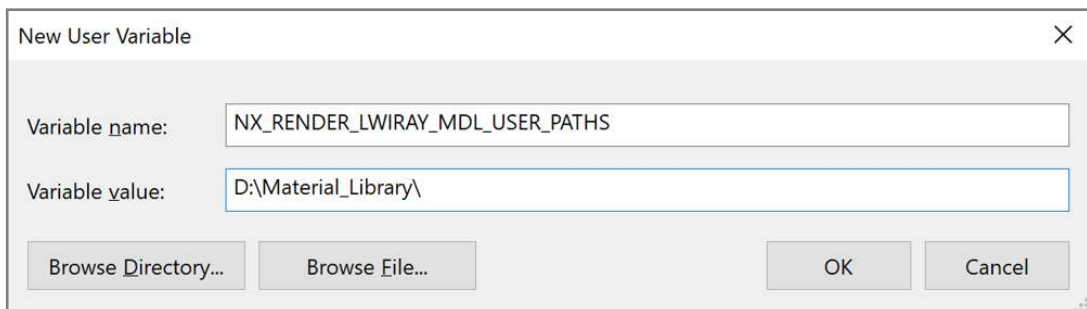 New User Variable
Variable name: NX_RENDER_LWIRAY_MDL_USER_PATHS
Variable value: D:\Material_Library\
Browse Directory... Browse File... OK Cancel